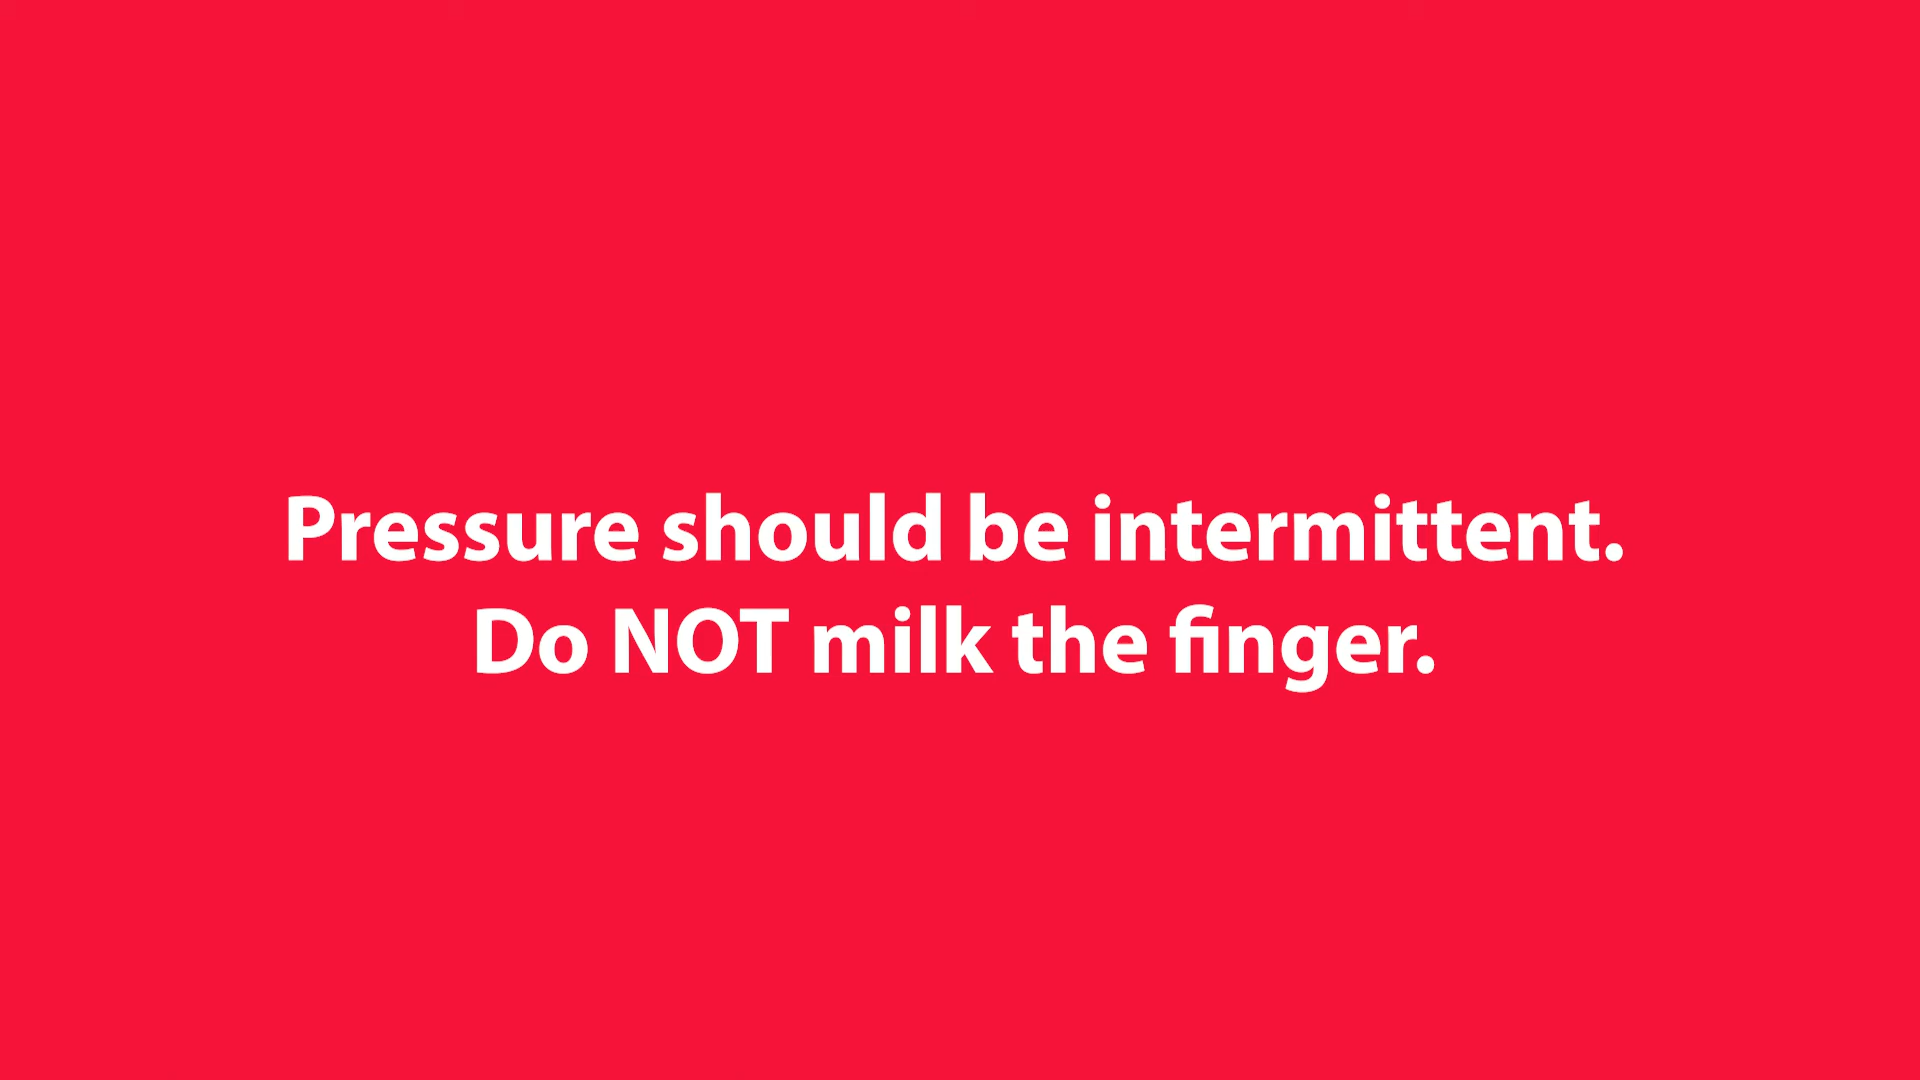 Pressure should be intermittent.
Do NOT milk the finger.